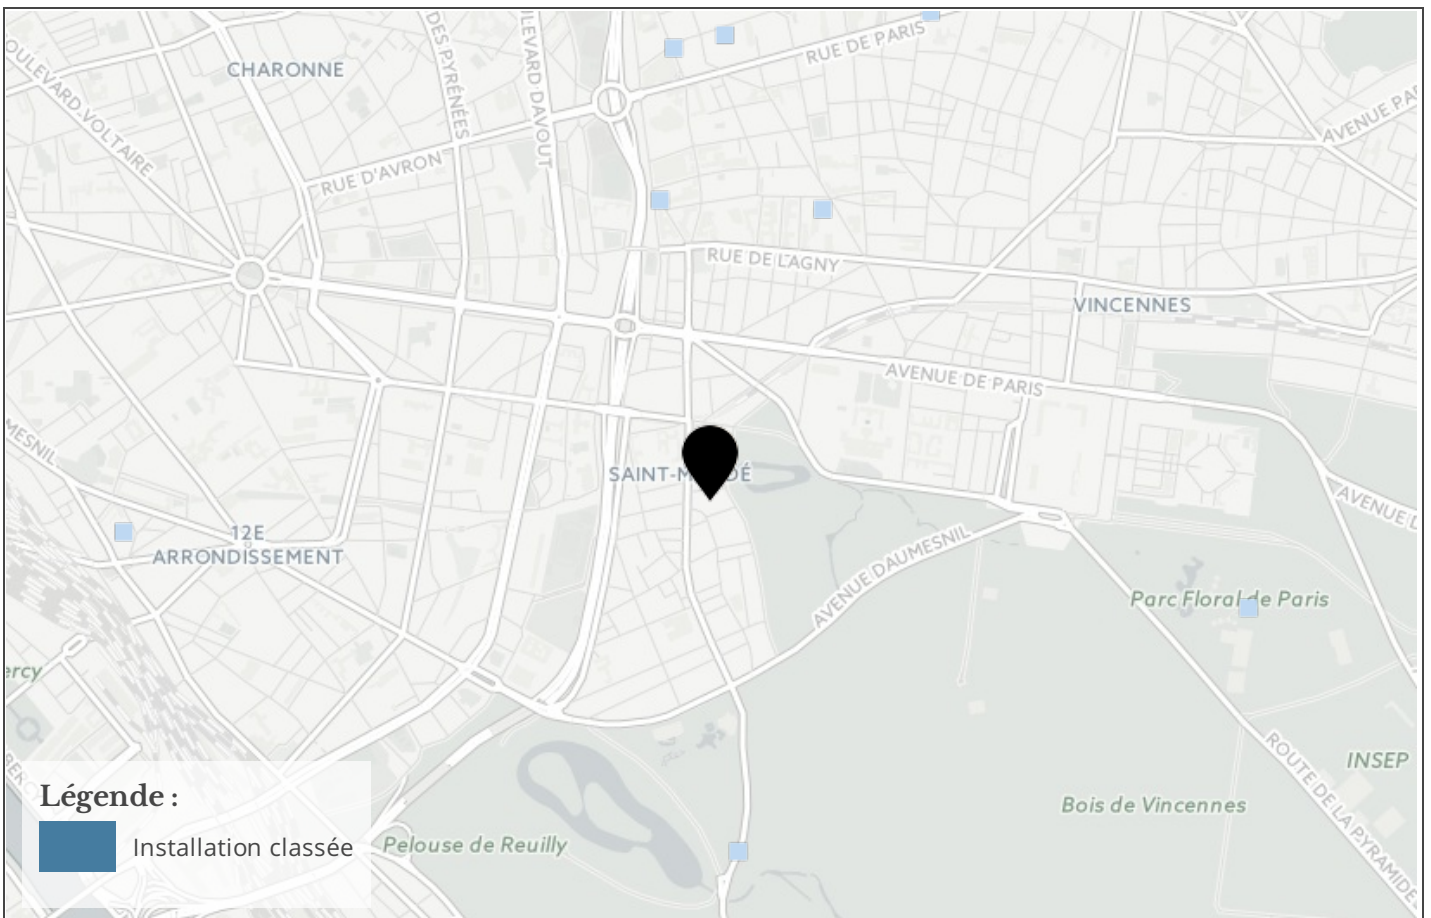 RUE DE PARIS
CHARONNE
DES PYRÉNÉES
BOULEVARD DAVOUT
BOULEVARD VOLTAIRE
AVENUE PA
RUE D'AVRON
RUE DE L'AGNY
VINCENNES
AVENUE DE PARIS
MESNIL
SAINT-M DÉ
AVENUE D
12E
ARRONDISSEMENT
AVENUE DAUMESNIL
Parc Floral de Paris
ercy
ROUTE DE LA PYRAMIDE
INSEP
BERC
Légende :
Bois de Vincennes
Installation classée
Pelouse de Reuilly